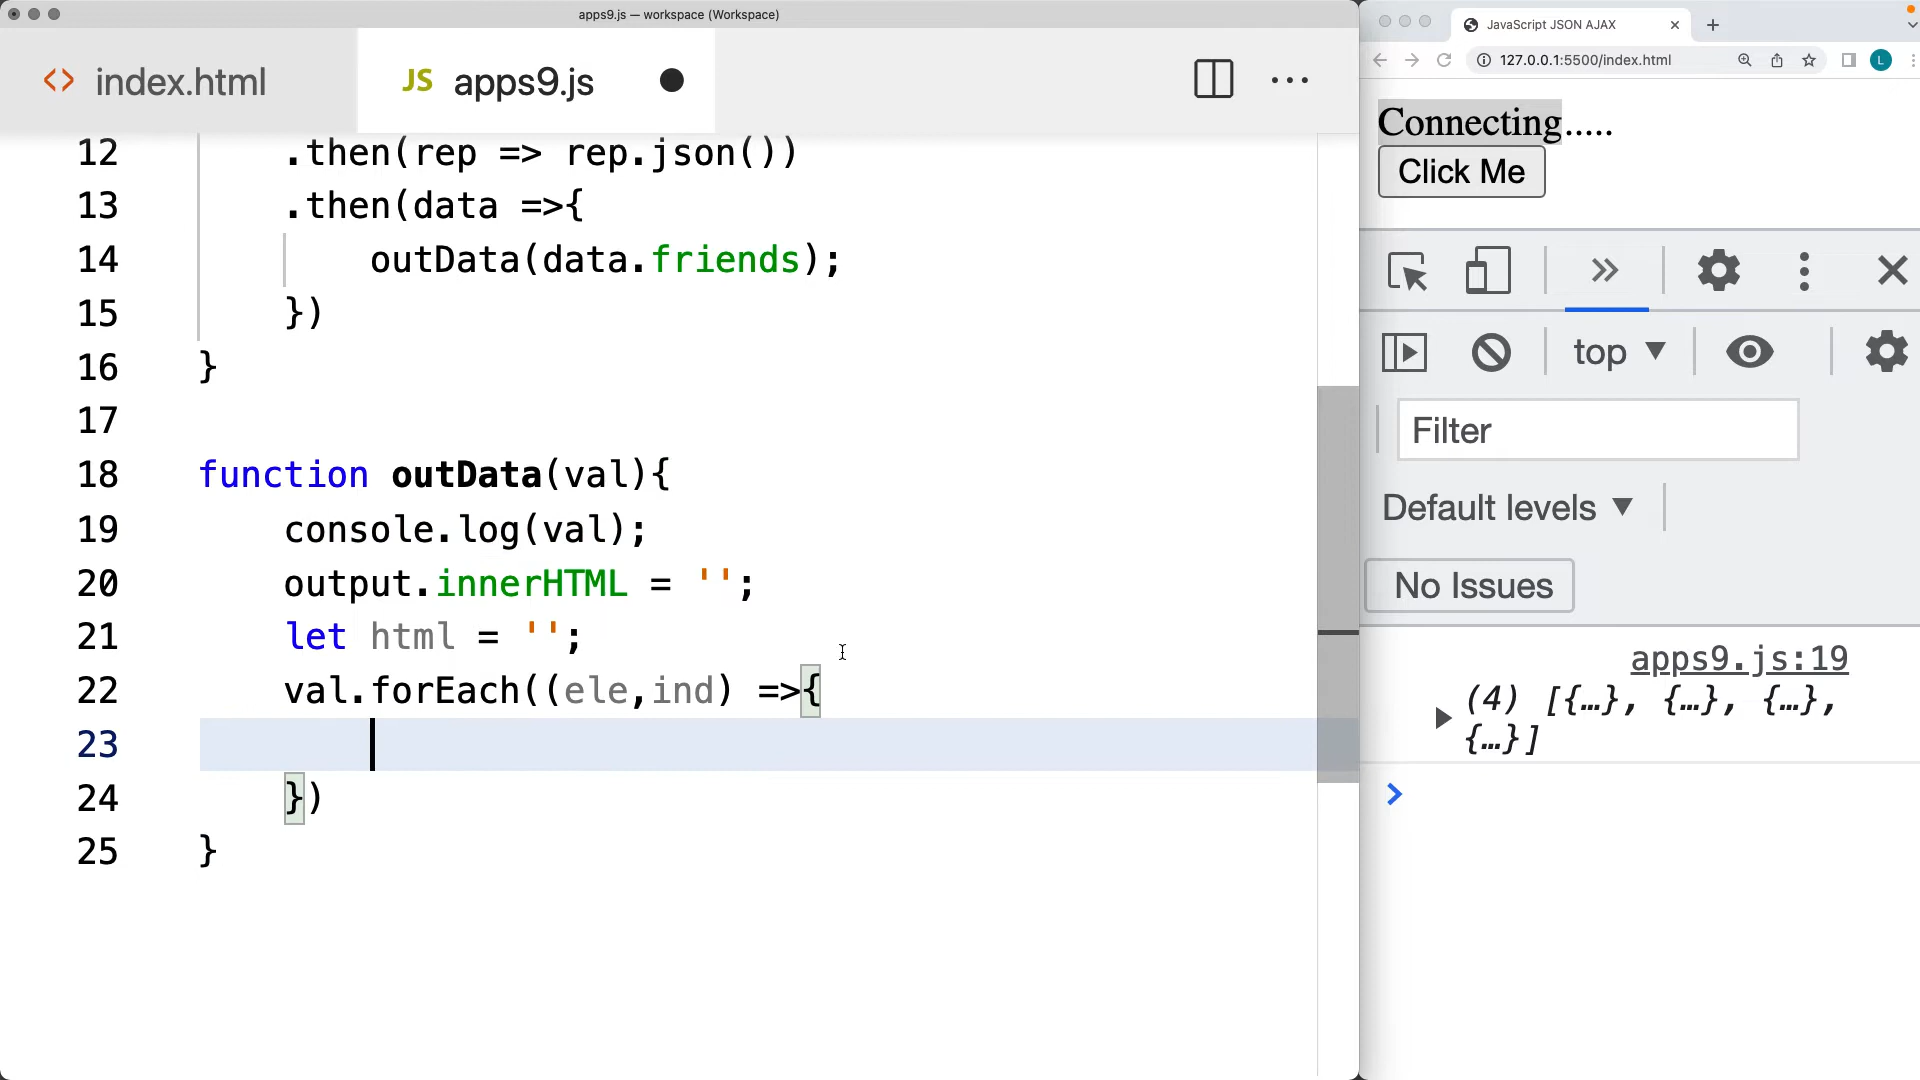 apps9.js — workspace (Workspace)
index.html
JS apps9.js
12 .then(rep => rep.json())
13 .then(data =>{
14 outData(data.friends);
15 })
16 }
17
18 function outData(val){
19 console.log(val);
20 output.innerHTML = '';
21 let html = '';
22 val.forEach((ele,ind) =>{
23
24 })
25 }
JavaScript JSON AJAX
127.0.0.1:5500/index.html
L
Connecting.....
Click Me
top
Filter
Default levels
No Issues
apps9.js:19
(4) [{…}, {…}, {…},
{…}]